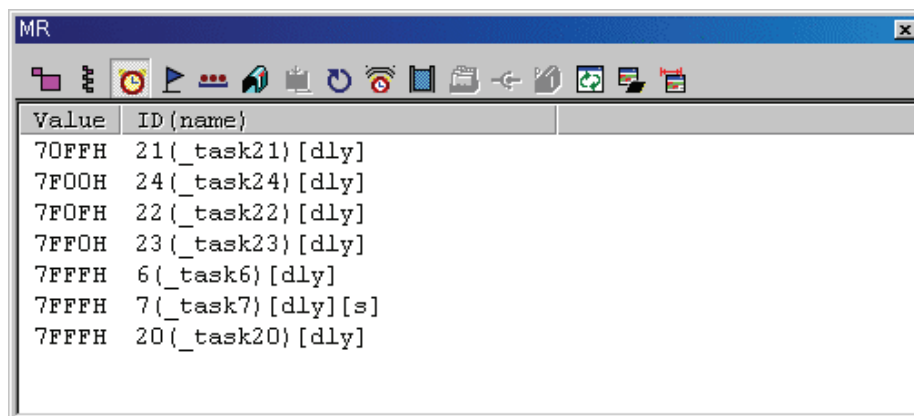 MR
Value ID(name)
70FFH 21(_task21)[dly]
7F00H 24(_task24)[dly]
7F0FH 22(_task22)[dly]
7FF0H 23(_task23)[dly]
7FFFH 6(_task6)[dly]
7FFFH 7(_task7)[dly][s]
7FFFH 20(_task20)[dly]